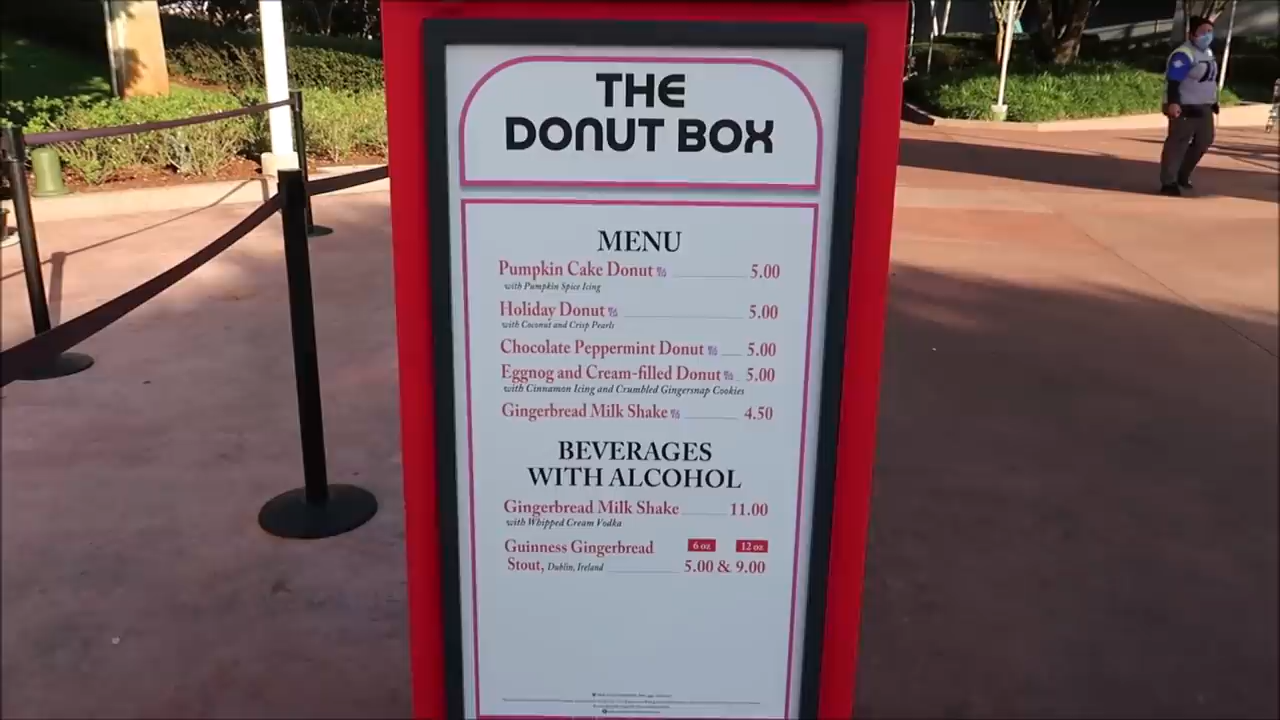 THE
DONUT BOX
MENU
Pumpkin Cake Donut 5.00
with Pumpkin Spice Icing
Holiday Donut 5.00
with Coconut and Crisp Pearls
Chocolate Peppermint Donut 5.00
Eggnog and Cream-filled Donut 5.00
with Cinnamon Icing and Crumbled Gingersnap Cookies
Gingerbread Milk Shake 4.50
BEVERAGES
WITH ALCOHOL
Gingerbread Milk Shake 11.00
with Whipped Cream Vodka
Guinness Gingerbread 6 oz 12 oz
Stout, Dublin, Ireland 5.00 & 9.00